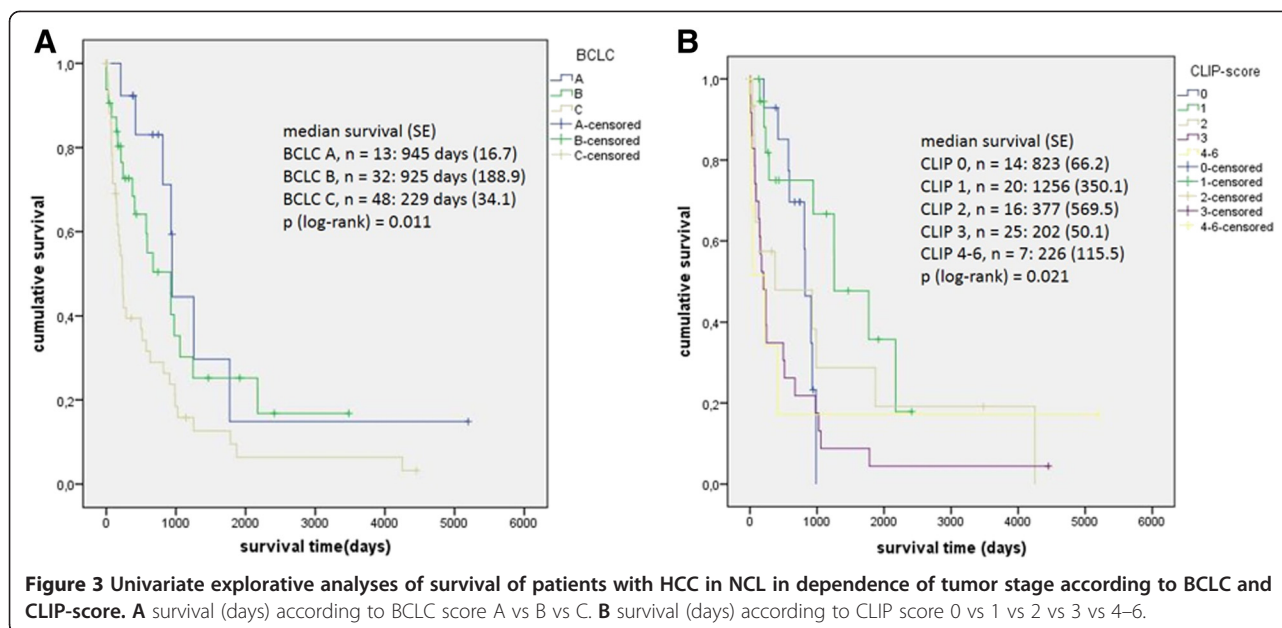 A
BCLC
A
B
C
A-censored
B-censored
C-censored
median survival (SE)
BCLC A, n = 13: 945 days (16.7)
BCLC B, n = 32: 925 days (188.9)
BCLC C, n = 48: 229 days (34.1)
p (log-rank) = 0.011
cumulative survival
1,0
0,8
0,6
0,4
0,2
0,0
0 1000 2000 3000 4000 5000 6000
survival time(days)
B
CLIP-score
0
1
2
3
4-6
0-censored
1-censored
2-censored
3-censored
4-6-censored
median survival (SE)
CLIP 0, n = 14: 823 (66.2)
CLIP 1, n = 20: 1256 (350.1)
CLIP 2, n = 16: 377 (569.5)
CLIP 3, n = 25: 202 (50.1)
CLIP 4-6, n = 7: 226 (115.5)
p (log-rank) = 0.021
cumulative survival
1,0
0,8
0,6
0,4
0,2
0,0
0 1000 2000 3000 4000 5000 6000
survival time (days)
Figure 3 Univariate explorative analyses of survival of patients with HCC in NCL in dependence of tumor stage according to BCLC and
CLIP-score. A survival (days) according to BCLC score A vs B vs C. B survival (days) according to CLIP score 0 vs 1 vs 2 vs 3 vs 4–6.